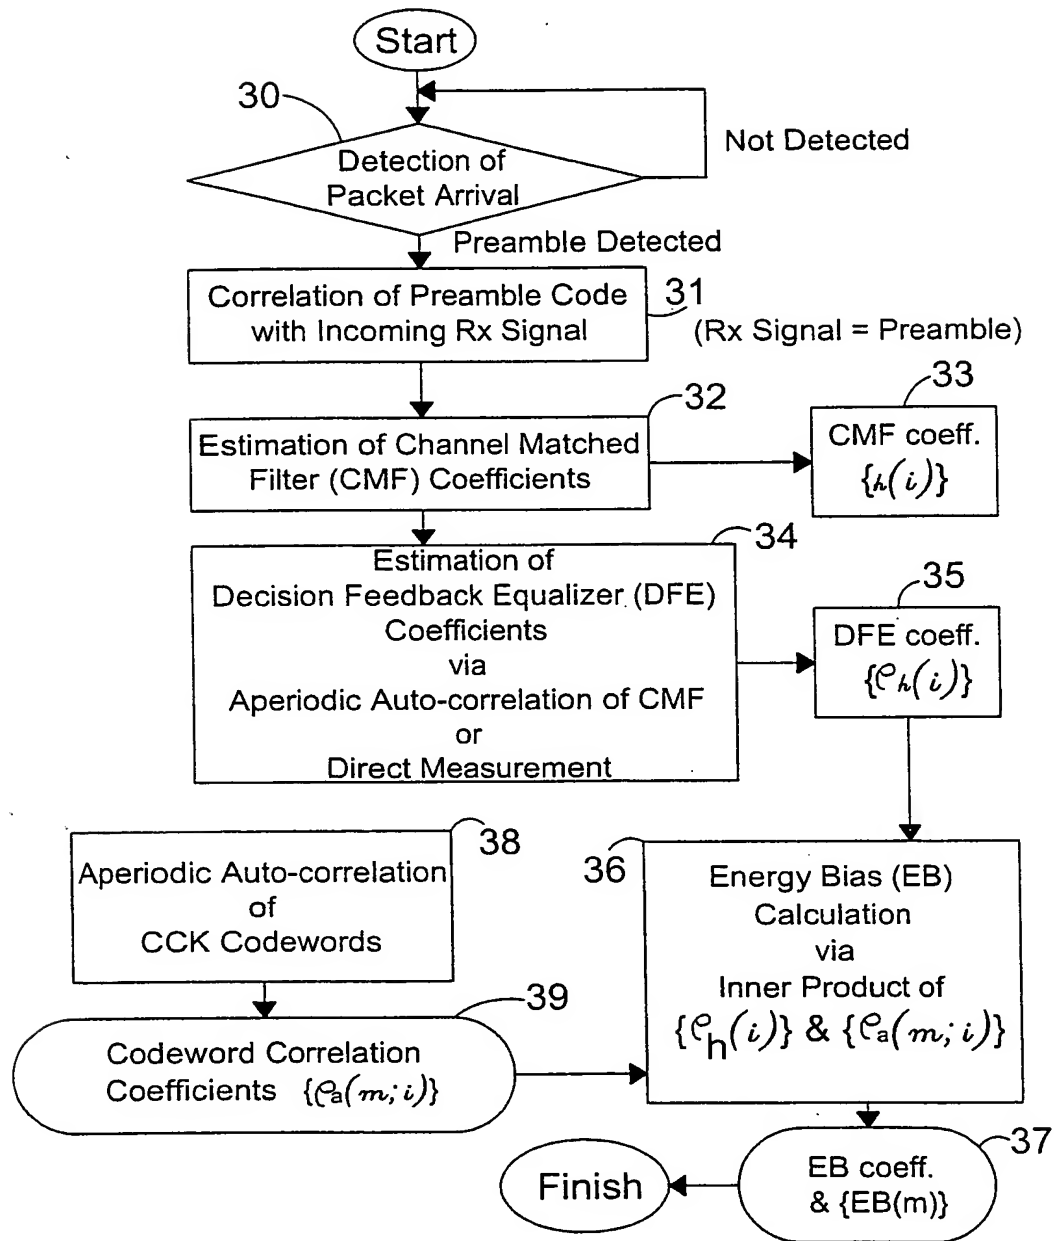 Start
30
Detection of
Packet Arrival
Not Detected
Preamble Detected
Correlation of Preamble Code
with Incoming Rx Signal
31
(Rx Signal = Preamble)
32
Estimation of Channel Matched
Filter (CMF) Coefficients
33
CMF coeff.
{h(i)}
34
Estimation of
Decision Feedback Equalizer (DFE)
Coefficients
via
Aperiodic Auto-correlation of CMF
or
Direct Measurement
35
DFE coeff.
{ρh(i)}
38
Aperiodic Auto-correlation
of
CCK Codewords
36
Energy Bias (EB)
Calculation
via
Inner Product of
{ρh(i)} & {ρa(m;i)}
39
Codeword Correlation
Coefficients {ρa(m;i)}
37
EB coeff.
& {EB(m)}
Finish